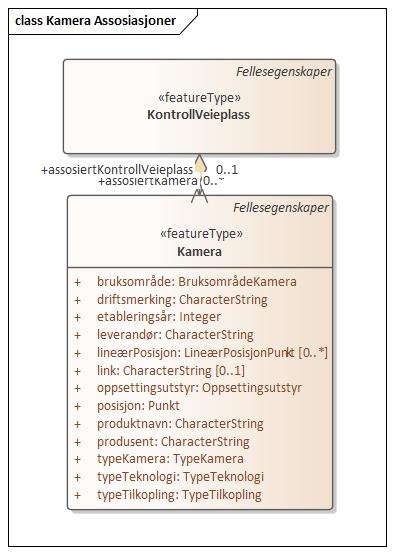 class Kamera Assosiasjoner
Fellesegenskaper
«featureType»
KontrollVeieplass
+assosiertKontrollVeieplass 0..1
+assosiertKamera 0..*
Fellesegenskaper
«featureType»
Kamera
+ bruksområde: BruksområdeKamera
+ driftsmerking: CharacterString
+ etableringsår: Integer
+ leverandør: CharacterString
+ lineærPosisjon: LineærPosisjonPunkt [0..*]
+ link: CharacterString [0..1]
+ oppsettingsutstyr: Oppsettingsutstyr
+ posisjon: Punkt
+ produktnavn: CharacterString
+ produsent: CharacterString
+ typeKamera: TypeKamera
+ typeTeknologi: TypeTeknologi
+ typeTilkopling: TypeTilkopling